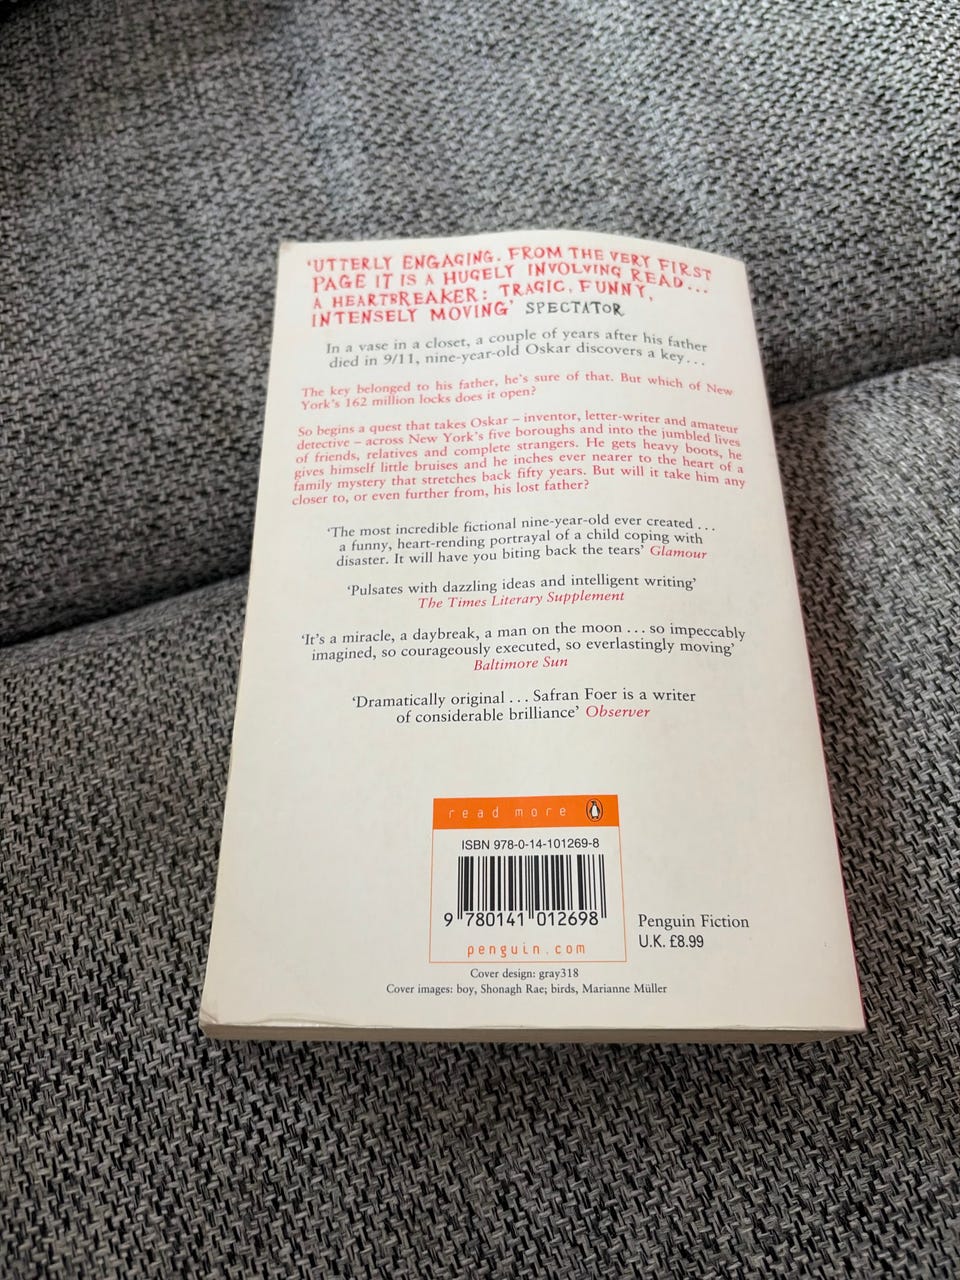 ‘UTTERLY ENGAGING. FROM THE VERY FIRST
PAGE IT IS A HUGELY INVOLVING READ...
A HEARTBREAKER: TRAGIC, FUNNY,
INTENSELY MOVING’ SPECTATOR
In a vase in a closet, a couple of years after his father
died in 9/11, nine-year-old Oskar discovers a key...
The key belonged to his father, he’s sure of that. But which of New
York’s 162 million locks does it open?
So begins a quest that takes Oskar – inventor, letter-writer and amateur
detective – across New York’s five boroughs and into the jumbled lives
of friends, relatives and complete strangers. He gets heavy boots, he
gives himself little bruises and he inches ever nearer to the heart of a
family mystery that stretches back fifty years. But will it take him any
closer to, or even further from, his lost father?
‘The most incredible fictional nine-year-old ever created ...
a funny, heart-rending portrayal of a child coping with
disaster. It will have you biting back the tears’ Glamour
‘Pulsates with dazzling ideas and intelligent writing’
The Times Literary Supplement
‘It’s a miracle, a daybreak, a man on the moon ... so impeccably
imagined, so courageously executed, so everlastingly moving’
Baltimore Sun
‘Dramatically original ... Safran Foer is a writer
of considerable brilliance’ Observer
read more
ISBN 978-0-14-101269-8
9 780141 012698
penguin.com
Penguin Fiction
U.K. £8.99
Cover design: gray318
Cover images: boy, Shonagh Rae; birds, Marianne Müller